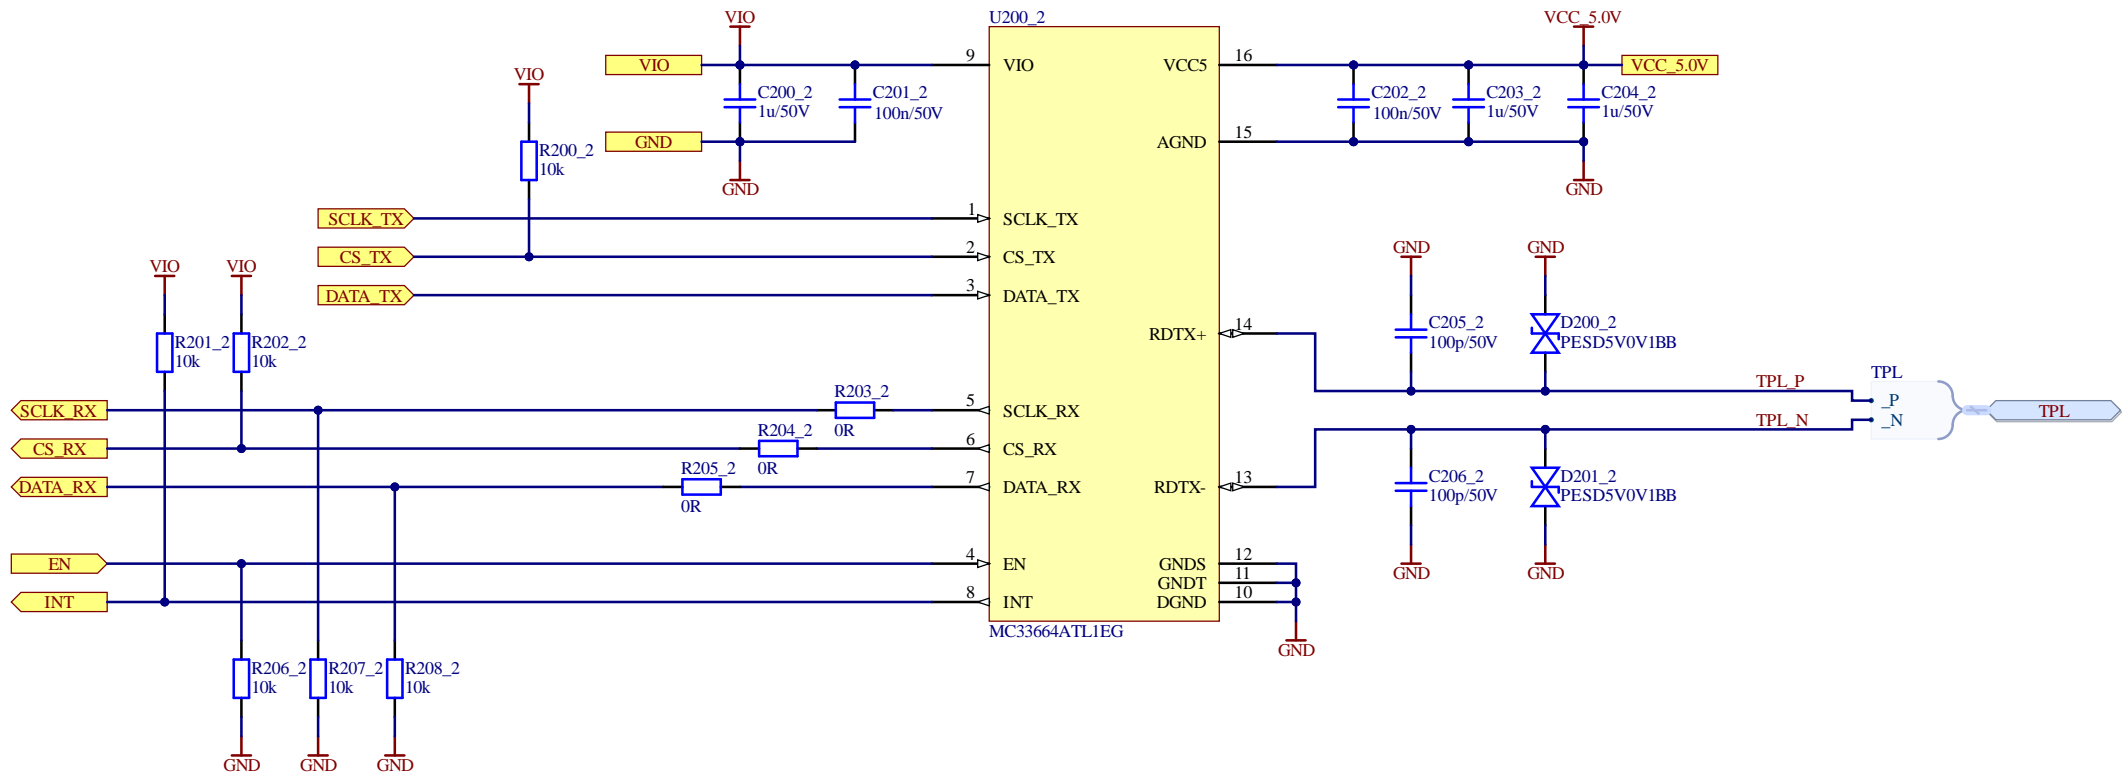 VIO
U200_2
VCC_5.0V
VIO
9
VIO
VCC5
16
VCC_5.0V
VIO
C200_2
1u/50V
C201_2
100n/50V
C202_2
100n/50V
C203_2
1u/50V
C204_2
1u/50V
GND
AGND
15
R200_2
10k
GND
GND
SCLK_TX
1
SCLK_TX
CS_TX
2
CS_TX
GND
GND
VIO
VIO
DATA_TX
3
DATA_TX
RDTX+
14
C205_2
100p/50V
D200_2
PESD5V0V1BB
R201_2
10k
R202_2
10k
TPL_P
TPL
_P
_N
TPL
R203_2
0R
SCLK_RX
5
SCLK_RX
TPL_N
R204_2
0R
CS_RX
6
CS_RX
R205_2
0R
DATA_RX
7
DATA_RX
RDTX-
13
C206_2
100p/50V
D201_2
PESD5V0V1BB
EN
4
EN
GNDS
12
GNDT
11
INT
8
INT
DGND
10
GND
GND
MC33664ATL1EG
GND
R206_2
10k
R207_2
10k
R208_2
10k
GND
GND
GND